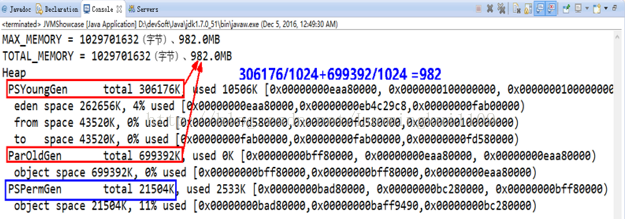 Javadoc Declaration Console Servers
<terminated> JVMShowcase [Java Application] D:\devSoft\Java\jdk1.7.0_51\bin\javaw.exe (Dec 5, 2016, 12:49:30 AM)
MAX_MEMORY = 1029701632（字节）、982.0MB
TOTAL_MEMORY = 1029701632（字节）、982.0MB
Heap
306176/1024+699392/1024 =982
PSYoungGen total 306176K, used 10506K [0x00000000eaa80000, 0x0000000100000000, 0x0000000100000000
eden space 262656K, 4% used [0x00000000eaa80000,0x00000000eb4c29c8,0x00000000fab00000)
from space 43520K, 0% used [0x00000000fd580000,0x00000000fd580000,0x0000000100000000)
to space 43520K, 0% used [0x00000000fab00000,0x00000000fab00000,0x00000000fd580000)
ParOldGen total 699392K, used 0K [0x00000000bff80000, 0x00000000eaa80000, 0x00000000eaa80000)
object space 699392K, 0% used [0x00000000bff80000,0x00000000bff80000,0x00000000eaa80000)
PSPermGen total 21504K, used 2533K [0x00000000bad80000, 0x00000000bc280000, 0x00000000bff80000)
object space 21504K, 11% used [0x00000000bad80000,0x00000000baff9490,0x00000000bc280000)